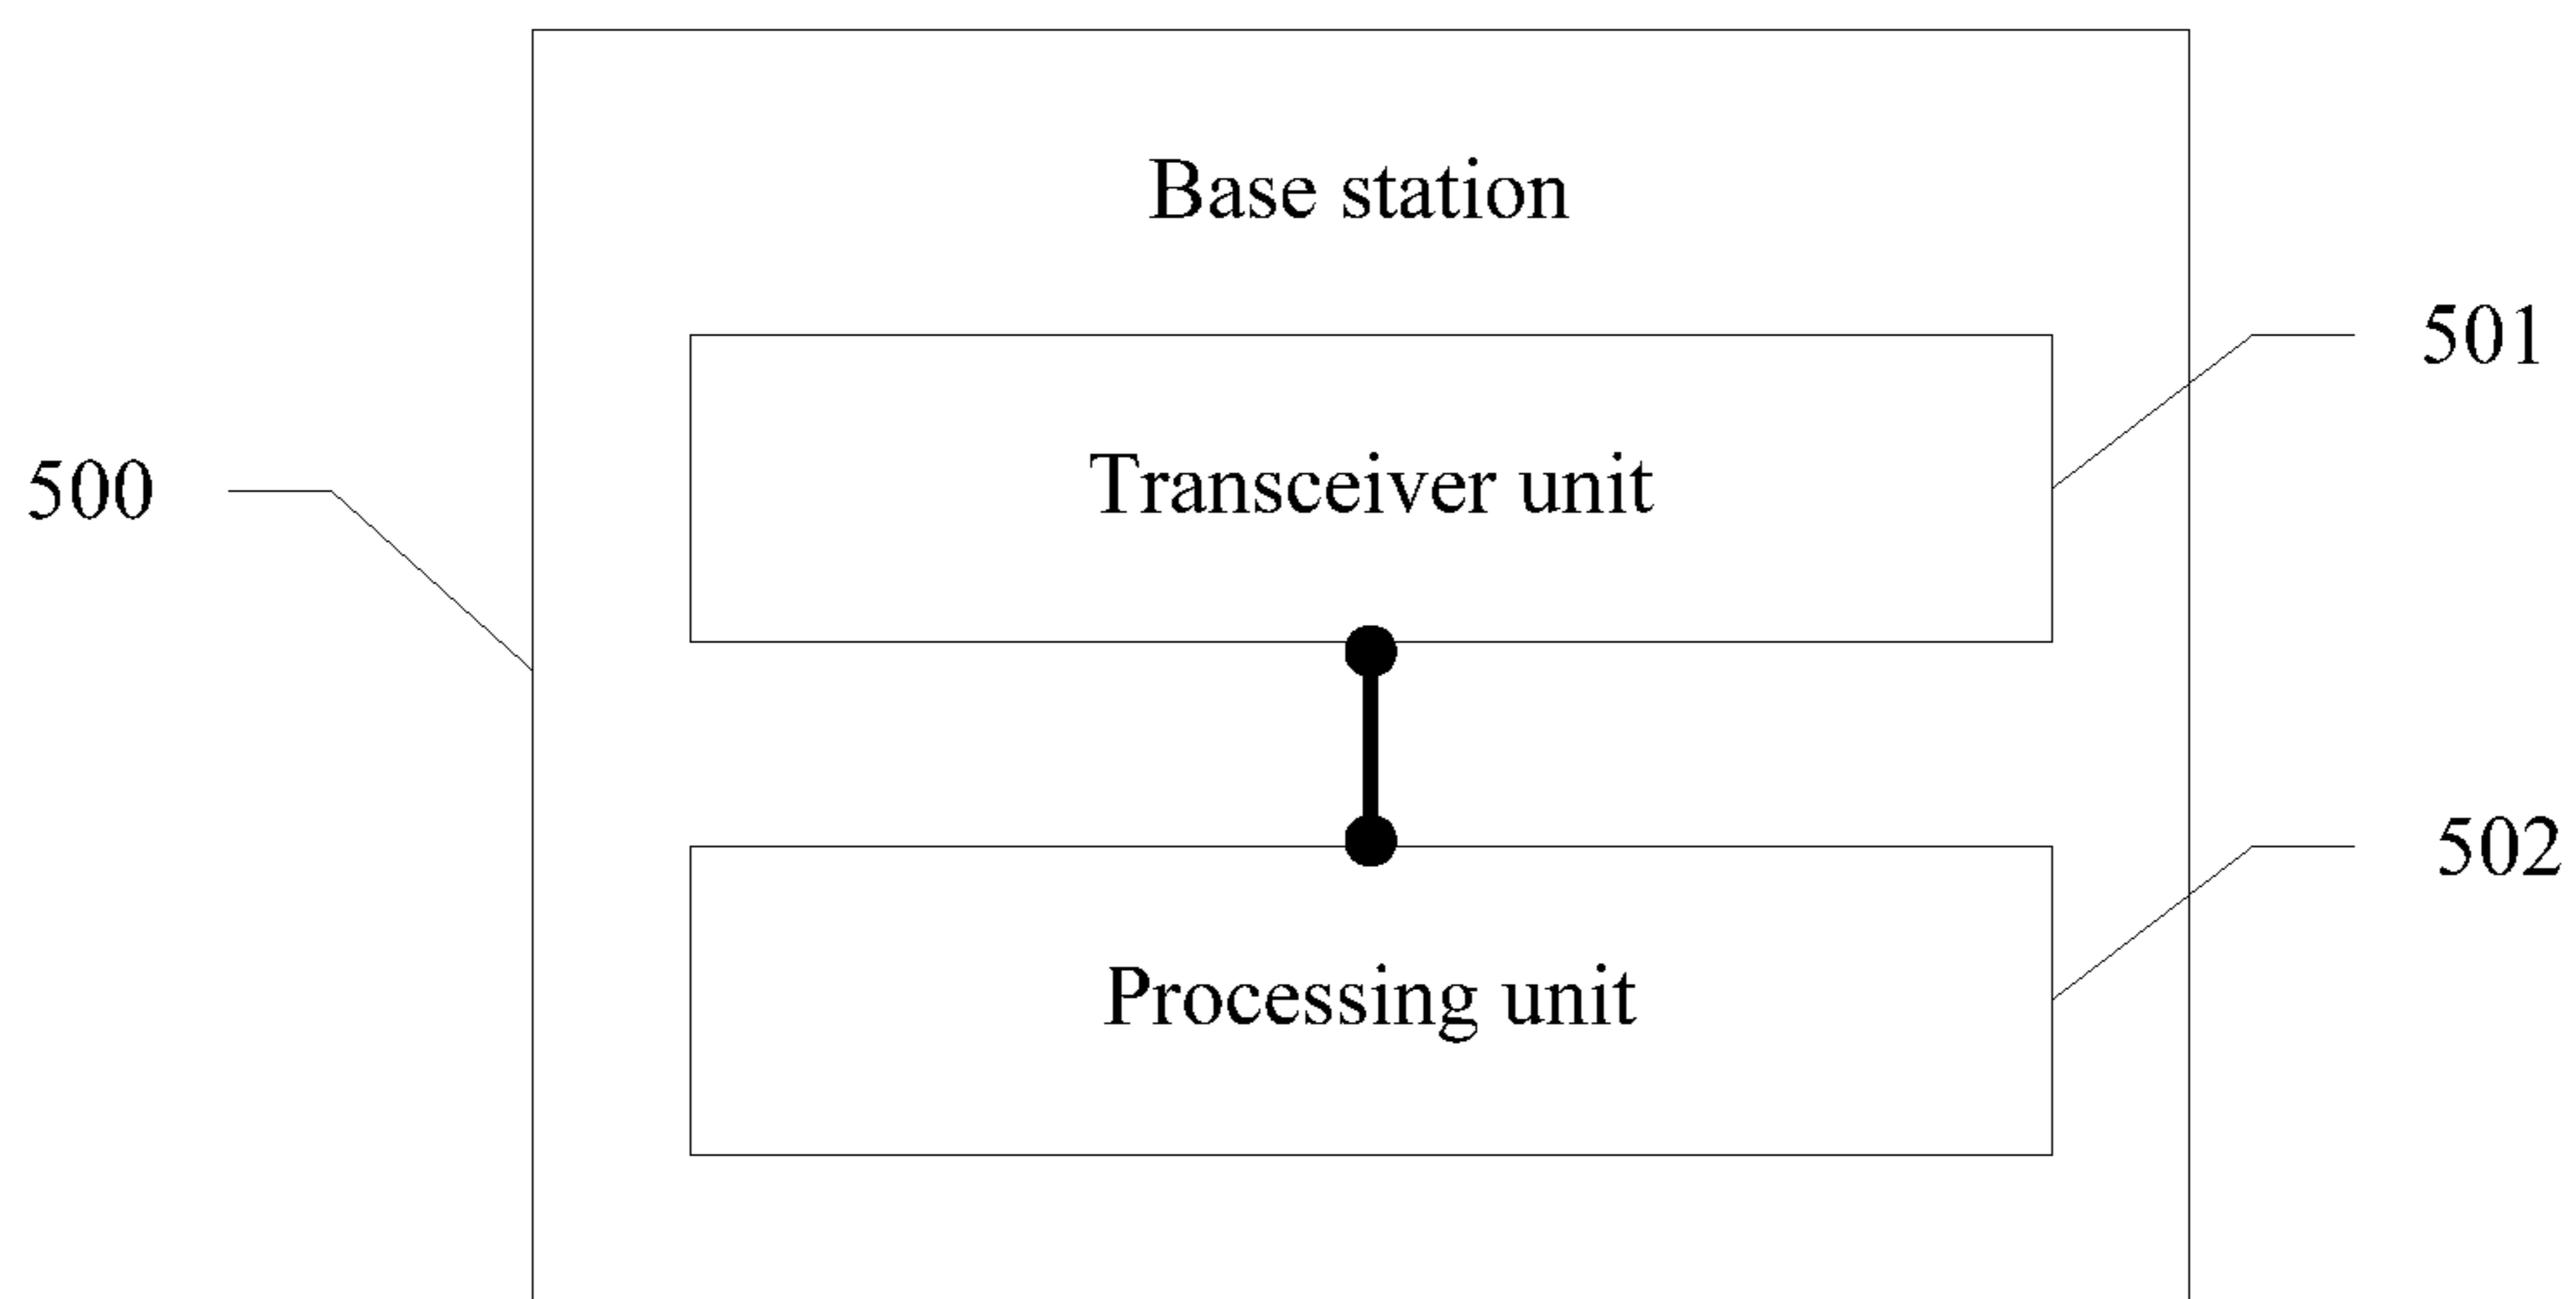 Base station
501
Transceiver unit
500
502
Processing unit